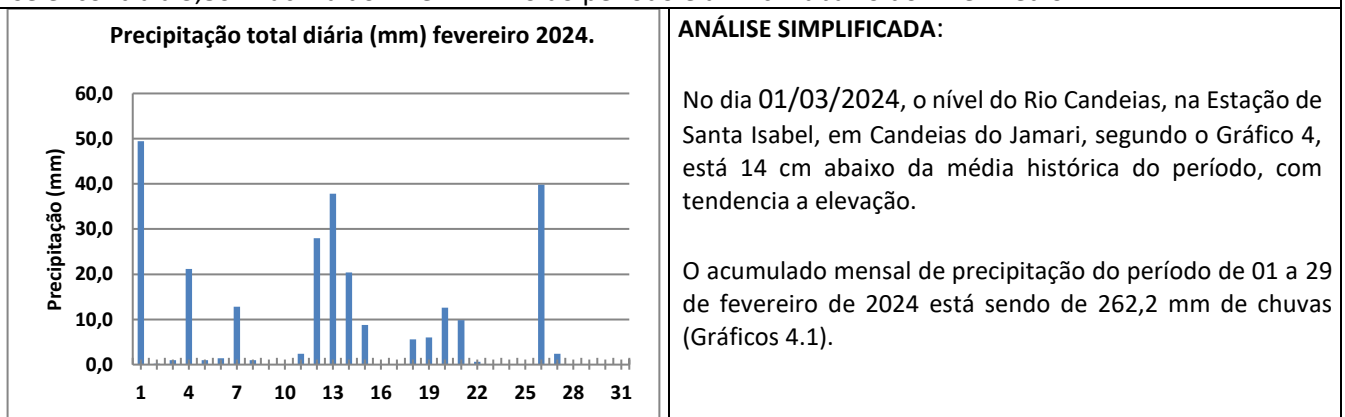 Precipitação total diária (mm) fevereiro 2024.
60,0
50,0
40,0
30,0
20,0
10,0
0,0
Precipitação (mm)
1 4 7 10 13 16 19 22 25 28 31
ANÁLISE SIMPLIFICADA:
No dia 01/03/2024, o nível do Rio Candeias, na Estação de
Santa Isabel, em Candeias do Jamari, segundo o Gráfico 4,
está 14 cm abaixo da média histórica do período, com
tendencia a elevação.
O acumulado mensal de precipitação do período de 01 a 29
de fevereiro de 2024 está sendo de 262,2 mm de chuvas
(Gráficos 4.1).